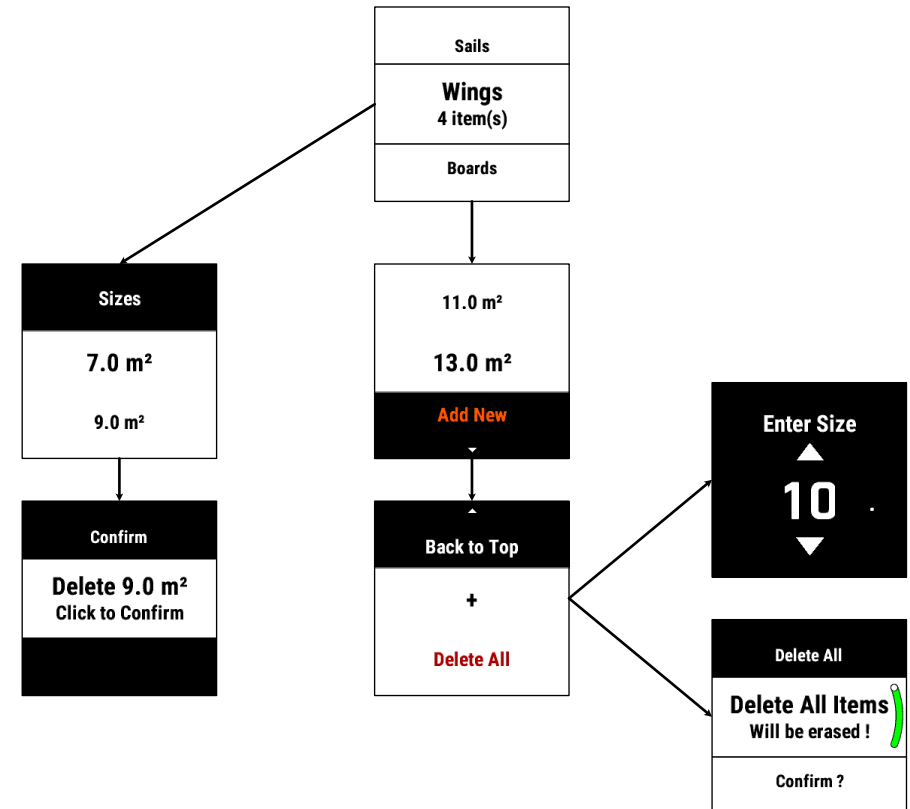 Sails
Wings
4 item(s)
Boards
Sizes
7.0 m²
9.0 m²
11.0 m²
13.0 m²
Add New
Confirm
Delete 9.0 m²
Click to Confirm
Back to Top
+
Delete All
Enter Size
10 .
Delete All
Delete All Items
Will be erased !
Confirm ?